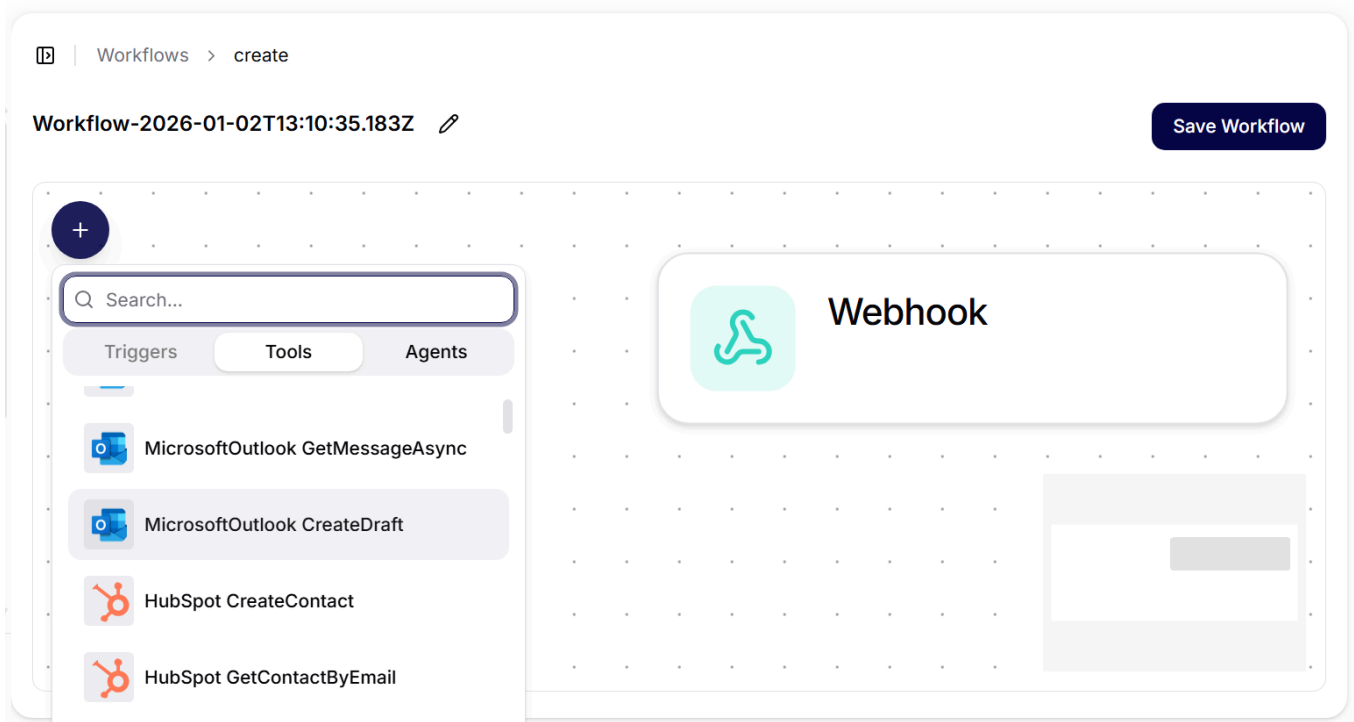 Workflows > create
Workflow-2026-01-02T13:10:35.183Z
Save Workflow
+
Search...
Triggers Tools Agents
Webhook
MicrosoftOutlook GetMessageAsync
MicrosoftOutlook CreateDraft
HubSpot CreateContact
HubSpot GetContactByEmail